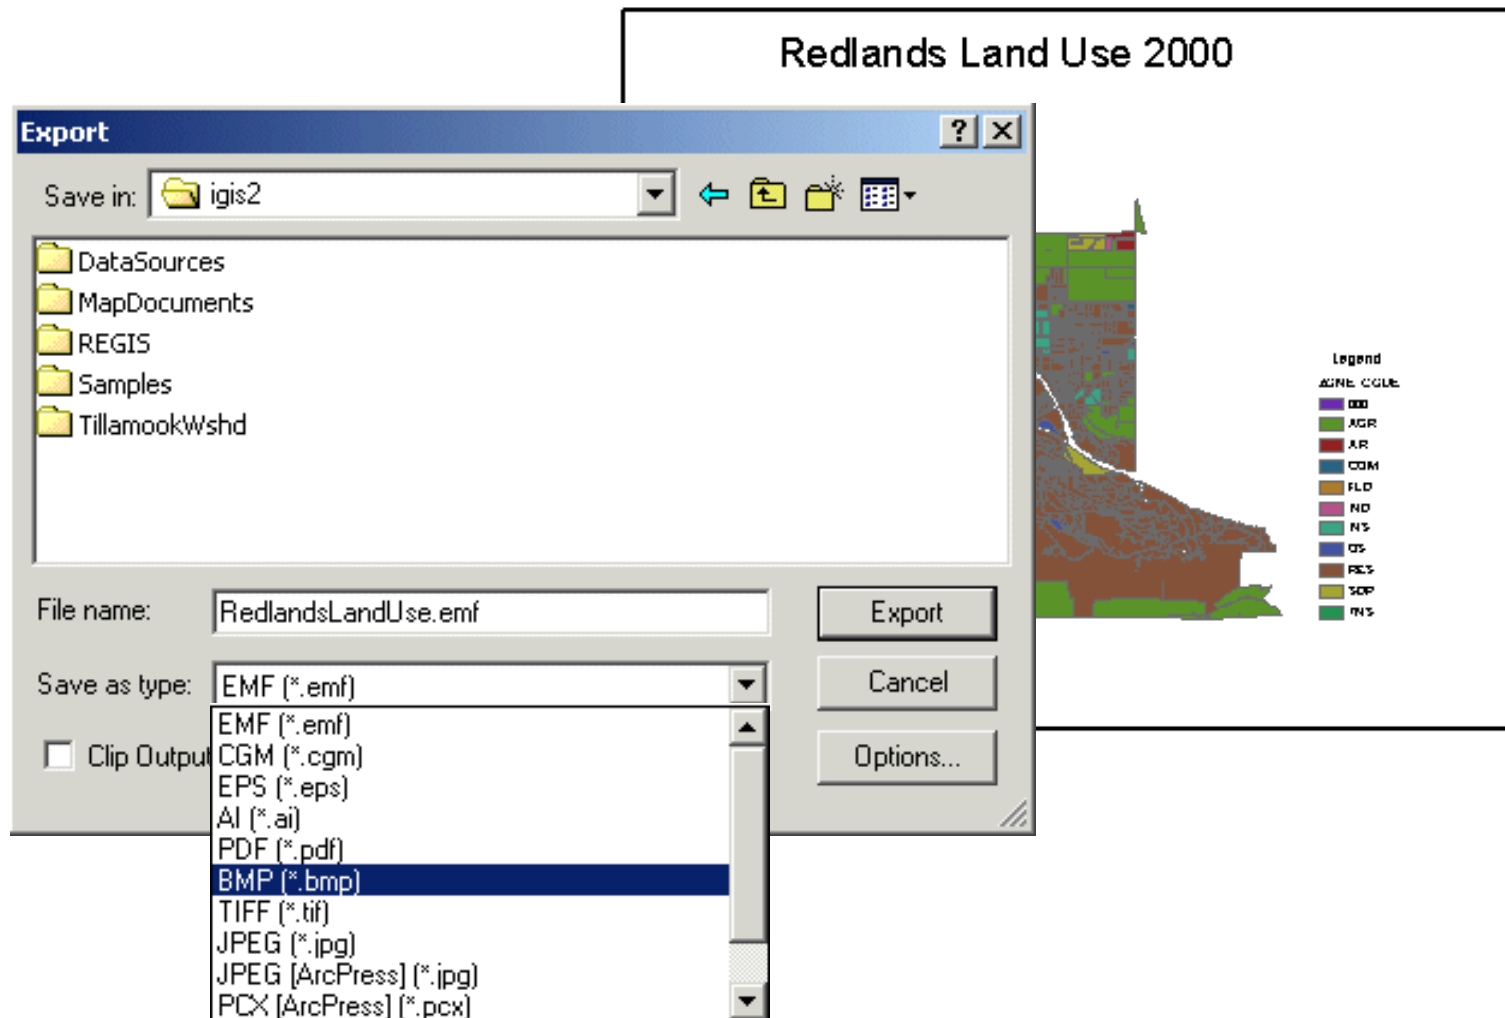 Redlands Land Use 2000
Export
Save in: igis2
DataSources
MapDocuments
REGIS
Samples
TillamookWshd
File name: RedlandsLandUse.emf
Export
Save as type: EMF (*.emf)
Cancel
Clip Output
Options...
EMF (*.emf)
CGM (*.cgm)
EPS (*.eps)
AI (*.ai)
PDF (*.pdf)
BMP (*.bmp)
TIFF (*.tif)
JPEG (*.jpg)
JPEG [ArcPress] (*.jpg)
PCX [ArcPress] (*.pcx)
Legend
AGR
AR
COM
RES